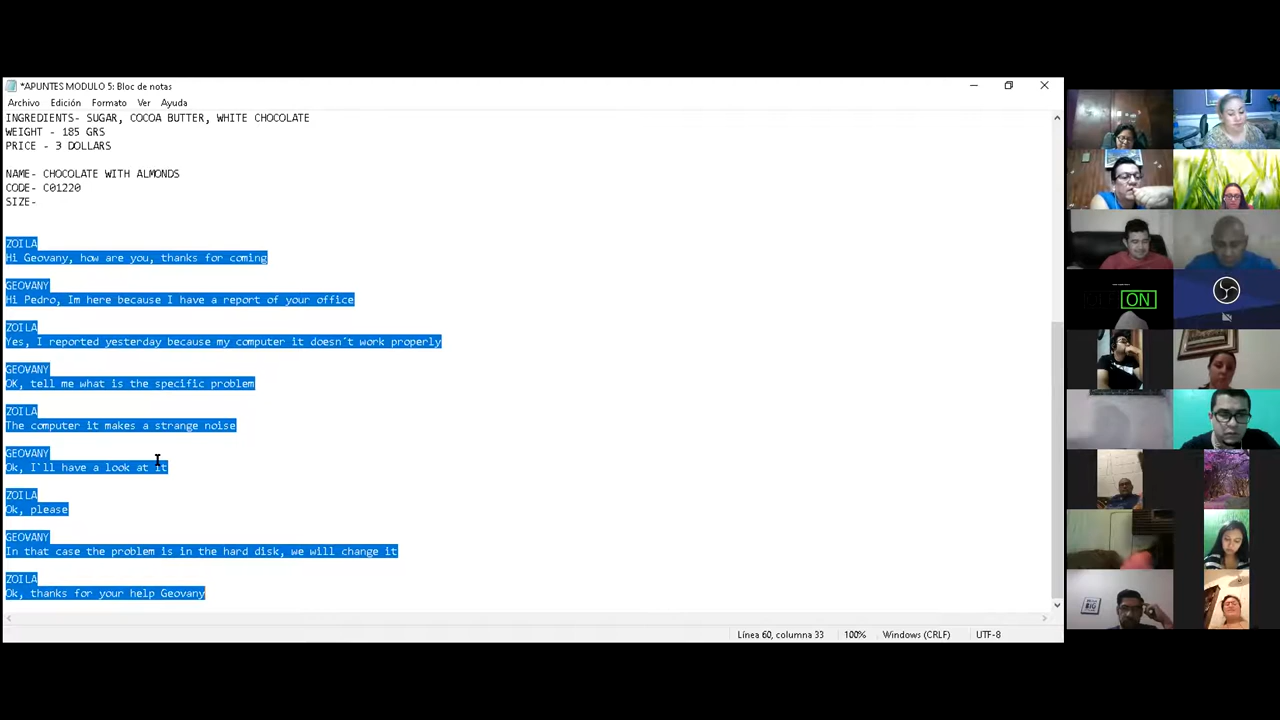 *APUNTES MODULO 5: Bloc de notas
Archivo Edición Formato Ver Ayuda
INGREDIENTS- SUGAR, COCOA BUTTER, WHITE CHOCOLATE
WEIGHT - 185 GRS
PRICE - 3 DOLLARS
NAME- CHOCOLATE WITH ALMONDS
CODE- C01220
SIZE-
ZOILA
Hi Geovany, how are you, thanks for coming
GEOVANY
Hi Pedro, Im here because I have a report of your office
ZOILA
Yes, I reported yesterday because my computer it doesn´t work properly
GEOVANY
OK, tell me what is the specific problem
ZOILA
The computer it makes a strange noise
GEOVANY
Ok, I`ll have a look at it
ZOILA
Ok, please
GEOVANY
In that case the problem is in the hard disk, we will change it
ZOILA
Ok, thanks for your help Geovany
Línea 60, columna 33 100% Windows (CRLF) UTF-8
ON
BIG